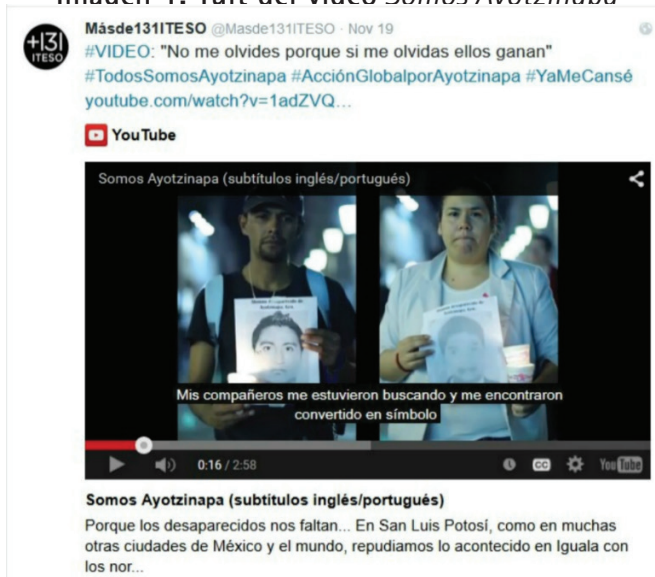 Imagen 1. Tuit del video Somos Ayotzinapa
+131
ITESO
Másde131ITESO @Masde131ITESO · Nov 19
#VIDEO: "No me olvides porque si me olvidas ellos ganan"
#TodosSomosAyotzinapa #AcciónGlobalporAyotzinapa #YaMeCansé
youtube.com/watch?v=1adZVQ...
YouTube
Somos Ayotzinapa (subtítulos inglés/portugués)
Mis compañeros me estuvieron buscando y me encontraron
convertido en símbolo
0:16 / 2:58
CC
YouTube
Somos Ayotzinapa (subtítulos inglés/portugués)
Porque los desaparecidos nos faltan... En San Luis Potosí, como en muchas
otras ciudades de México y el mundo, repudiamos lo acontecido en Iguala con
los nor...